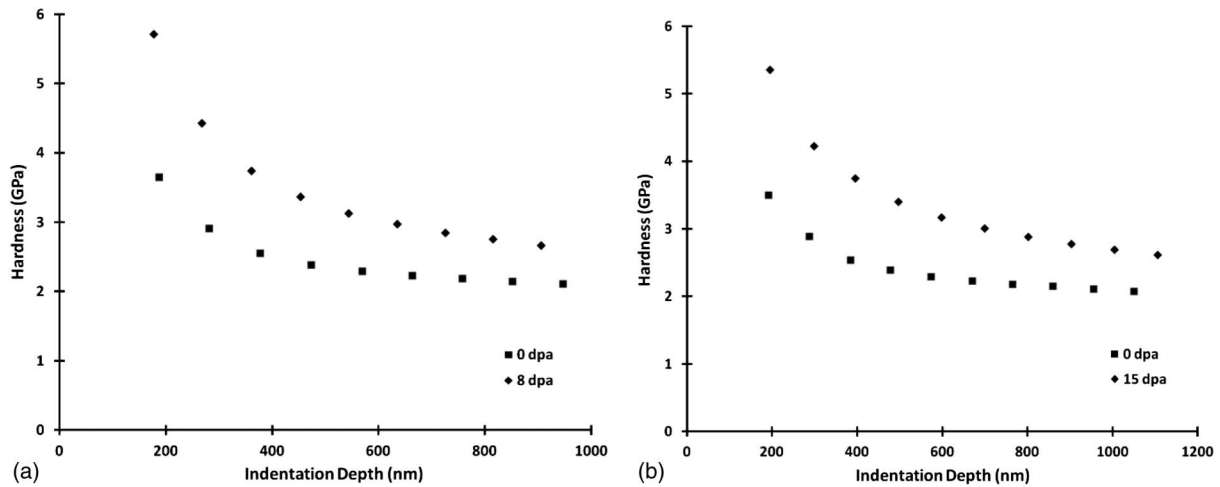 6
5
4
3
2
1
0
Hardness (GPa)
0 dpa
8 dpa
0 200 400 600 800 1000
Indentation Depth (nm)
(a)
6
5
4
3
2
1
0
Hardness (GPa)
0 dpa
15 dpa
0 200 400 600 800 1000 1200
Indentation Depth (nm)
(b)